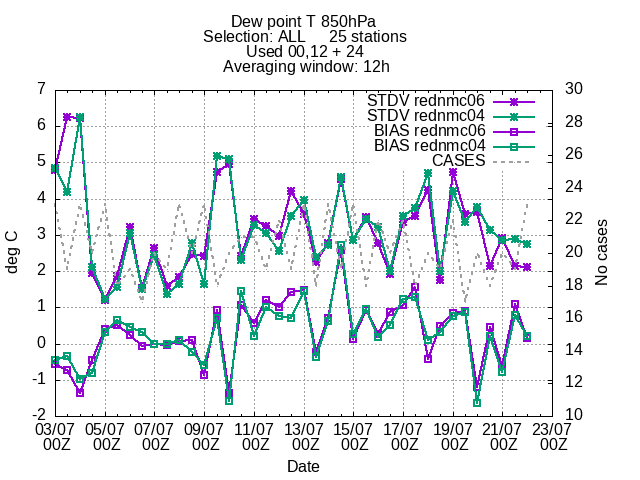 Dew point T 850hPa
Selection: ALL 25 stations
Used 00,12 + 24
Averaging window: 12h
7 30
6 28
5 26
4 24
3 22
2 20
1 18
0 16
-1 14
-2 12
10
STDV rednmc06
STDV rednmc04
BIAS rednmc06
BIAS rednmc04
CASES
deg C
No cases
03/07 05/07 07/07 09/07 11/07 13/07 15/07 17/07 19/07 21/07 23/07
00Z 00Z 00Z 00Z 00Z 00Z 00Z 00Z 00Z 00Z 00Z
Date